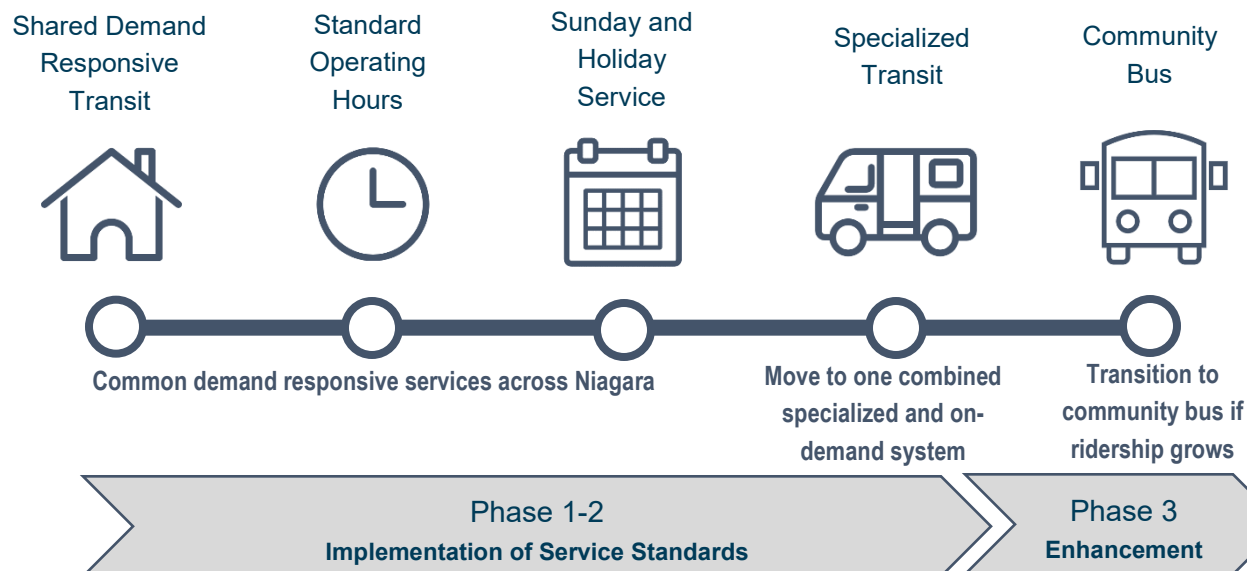 Shared Demand
Responsive
Transit
Standard
Operating
Hours
Sunday and
Holiday
Service
Specialized
Transit
Community
Bus
Common demand responsive services across Niagara
Move to one combined
specialized and on-
demand system
Transition to
community bus if
ridership grows
Phase 1-2
Implementation of Service Standards
Phase 3
Enhancement